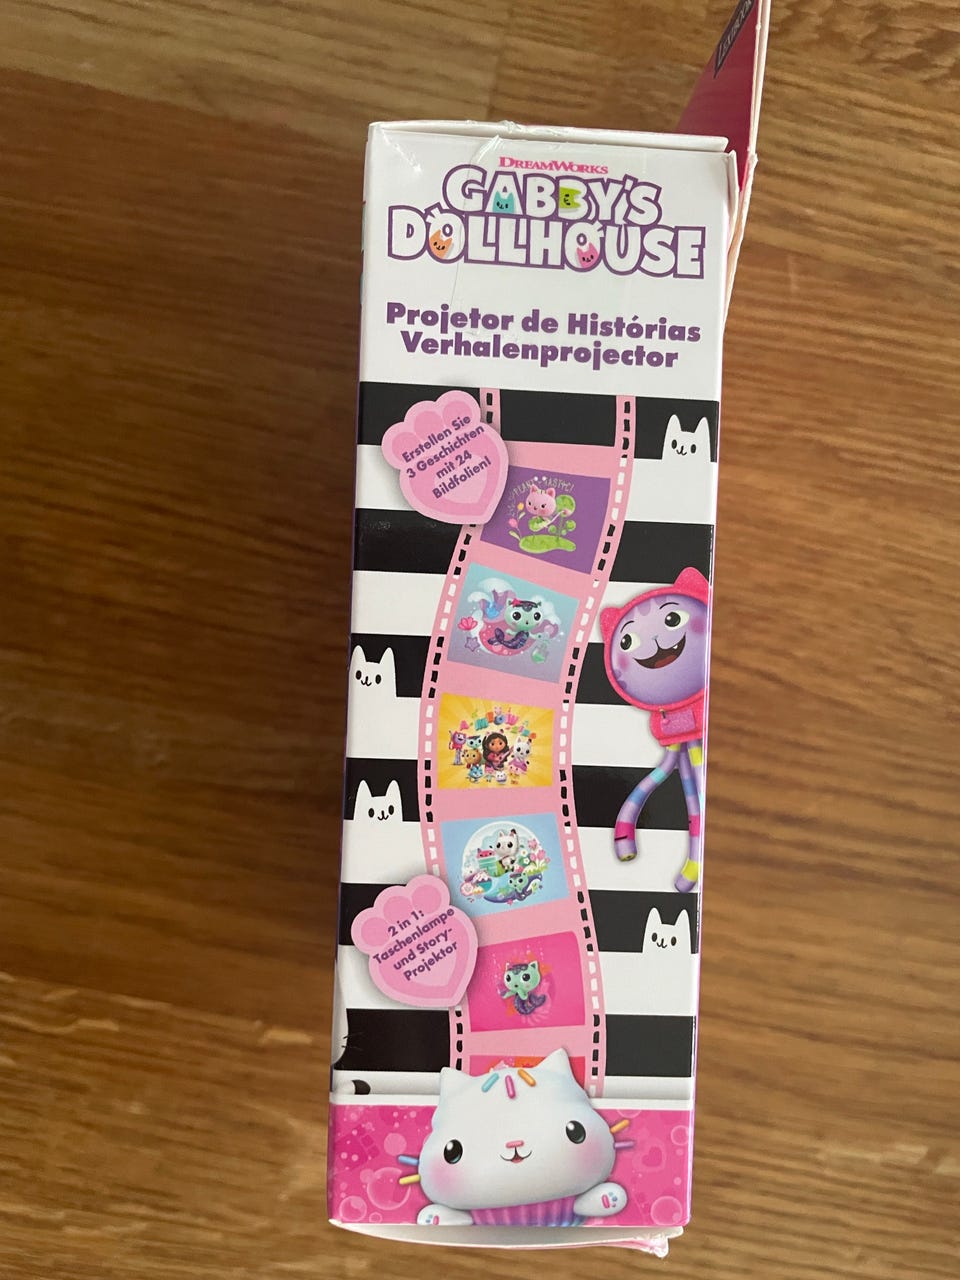 LEXIBOOK
DREAMWORKS
GABBY'S
DOLLHOUSE
Projetor de Histórias
Verhalenprojector
Erstellen Sie
3 Geschichten
mit 24
Bildfolien!
2 in 1:
Taschenlampe
und Story-
Projektor